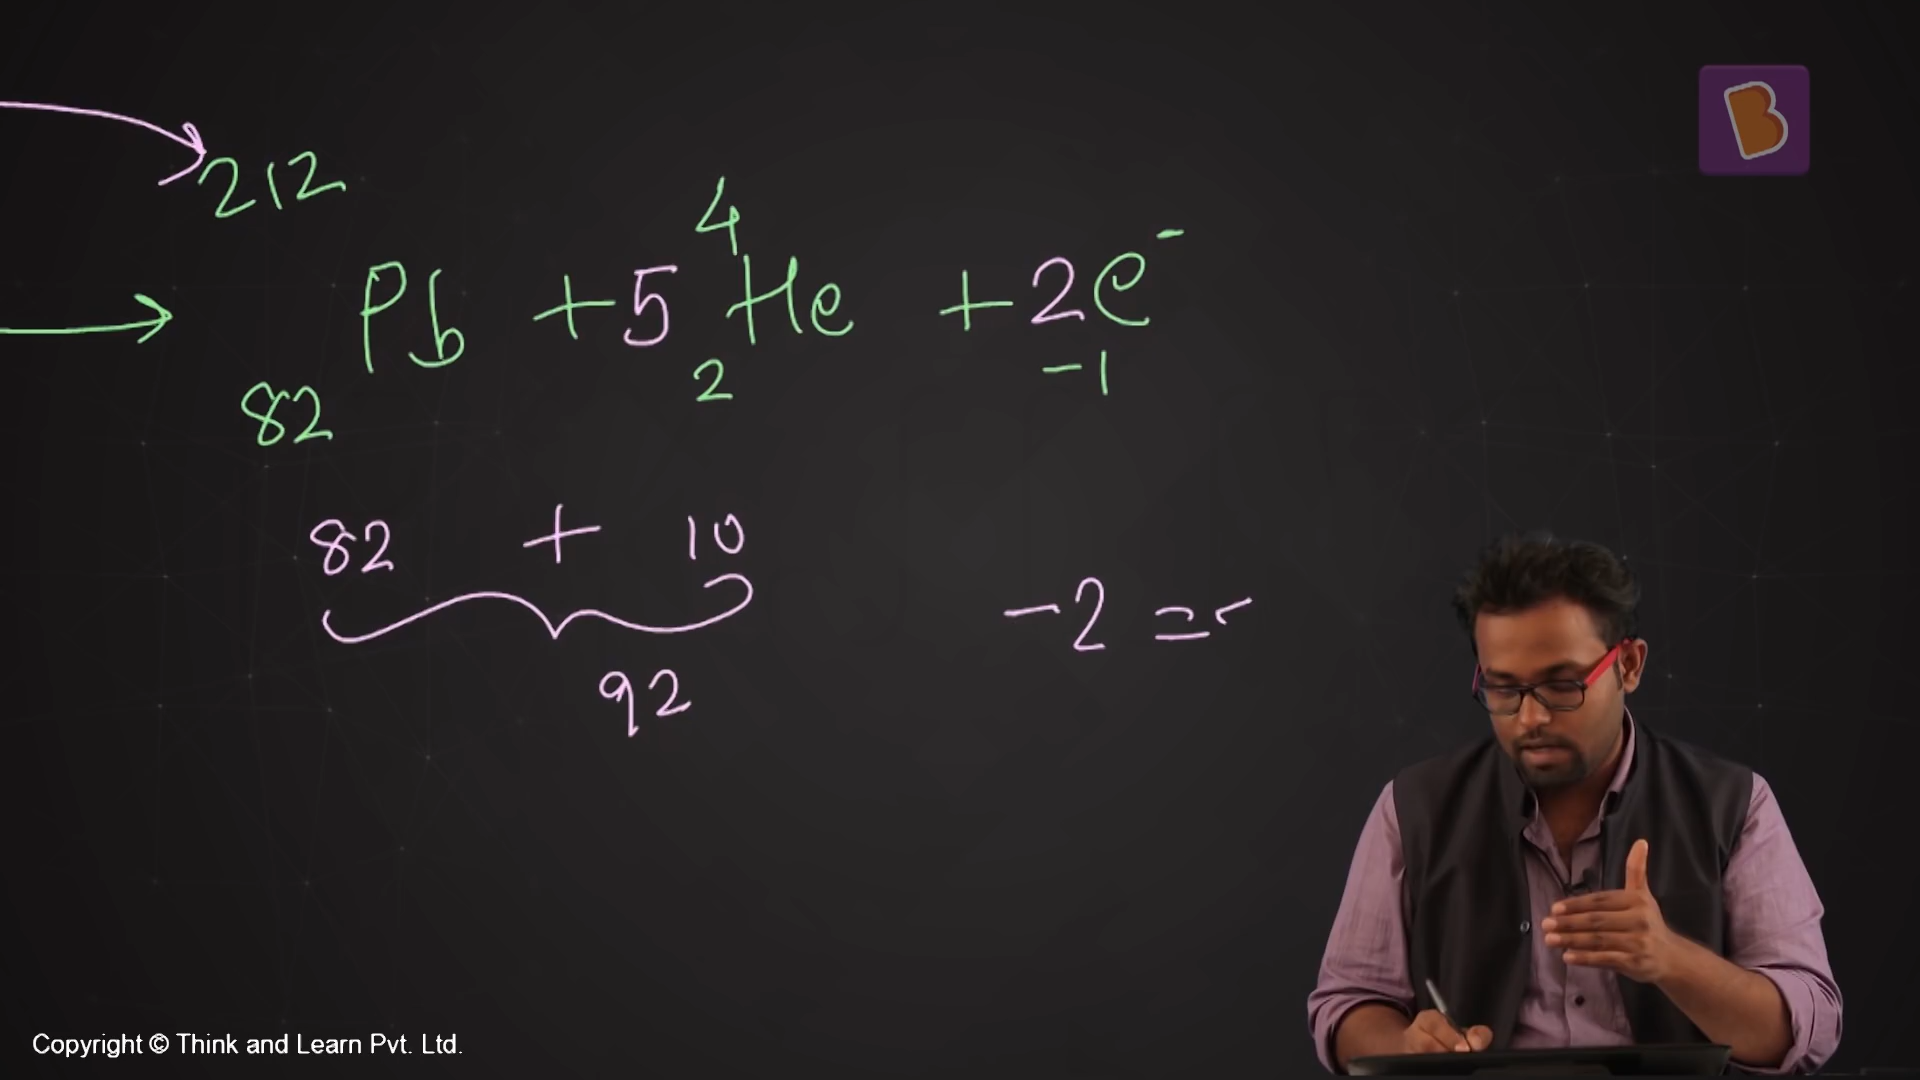 212
4
Pb + 5 He + 2e⁻
2
-1
82
82 + 10
-2 =
92
Copyright © Think and Learn Pvt. Ltd.